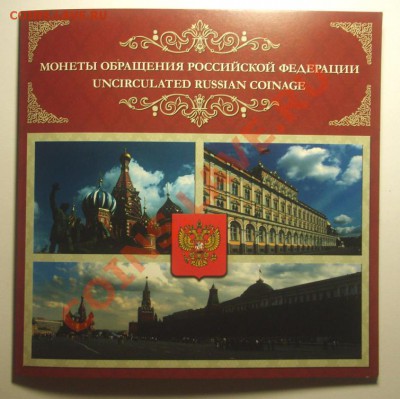 МОНЕТЫ ОБРАЩЕНИЯ РОССИЙСКОЙ ФЕДЕРАЦИИ
UNCIRCULATED RUSSIAN COINAGE